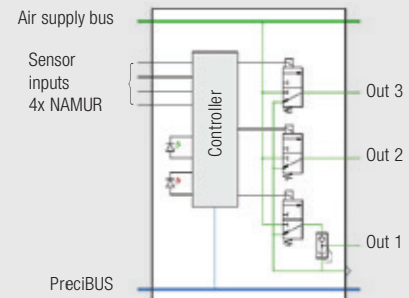 Air supply bus
Sensor
inputs
4x NAMUR
Controller
Out 3
Out 2
Out 1
PreciBUS